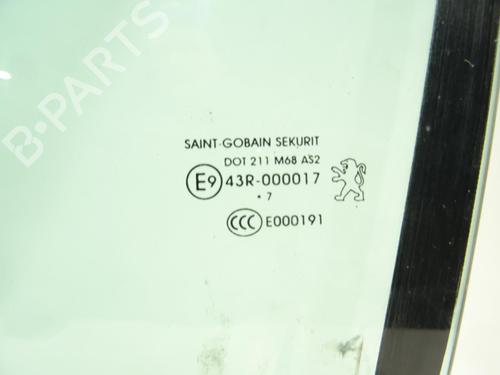 SAINT-GOBAIN SEKURIT
DOT 211 M68 AS2
E9 43R-000017
• 7
CCC E000191
B-PARTS